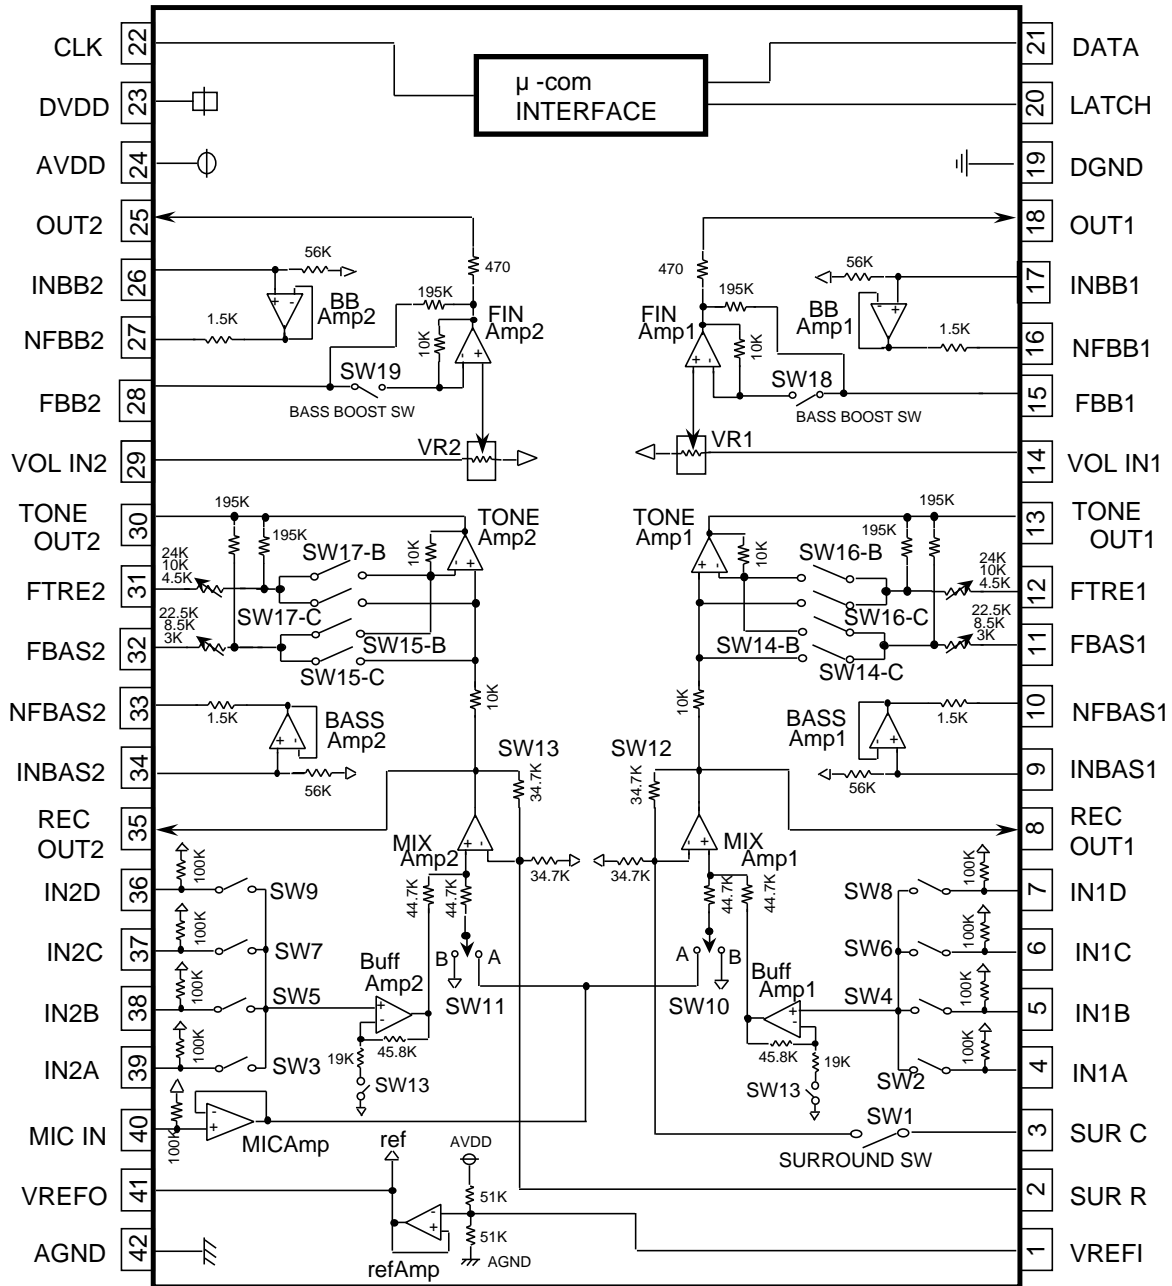 CLK 22
DVDD 23
AVDD 24
OUT2 25
INBB2 26
NFBB2 27
FBB2 28
VOL IN2 29
TONE OUT2 30
FTRE2 31
FBAS2 32
NFBAS2 33
INBAS2 34
REC OUT2 35
IN2D 36
IN2C 37
IN2B 38
IN2A 39
MIC IN 40
VREFO 41
AGND 42
µ -com
INTERFACE
21 DATA
20 LATCH
19 DGND
18 OUT1
17 INBB1
16 NFBB1
15 FBB1
14 VOL IN1
13 TONE OUT1
12 FTRE1
11 FBAS1
10 NFBAS1
9 INBAS1
8 REC OUT1
7 IN1D
6 IN1C
5 IN1B
4 IN1A
3 SUR C
2 SUR R
1 VREFI
56K
+ -
BB
Amp2
1.5K
470
195K
FIN
Amp2
10K
- +
SW19
BASS BOOST SW
VR2
470
195K
FIN
Amp1
10K
+ -
SW18
BASS BOOST SW
VR1
56K
- +
BB
Amp1
1.5K
195K
195K
24K
10K
4.5K
22.5K
8.5K
3K
SW17-B
SW17-C
SW15-B
SW15-C
10K
TONE
Amp2
- +
10K
TONE
Amp1
+ -
10K
10K
SW16-B
SW16-C
SW14-B
SW14-C
195K
195K
24K
10K
4.5K
22.5K
8.5K
3K
1.5K
BASS
Amp2
+ -
56K
BASS
Amp1
- +
1.5K
56K
SW13
34.7K
34.7K
MIX
Amp2
+ -
44.7K
44.7K
SW12
34.7K
34.7K
MIX
Amp1
- +
44.7K
44.7K
100K
SW9
100K
SW7
100K
SW5
100K
SW3
100K
SW8
100K
SW6
100K
SW4
100K
SW2
B A
SW11
A B
SW10
Buff
Amp2
+
-
45.8K
19K
SW13
Buff
Amp1
+
-
45.8K
19K
SW13
100K
-
+
MICAmp
SW1
SURROUND SW
ref
AVDD
51K
51K
AGND
-
+
refAmp